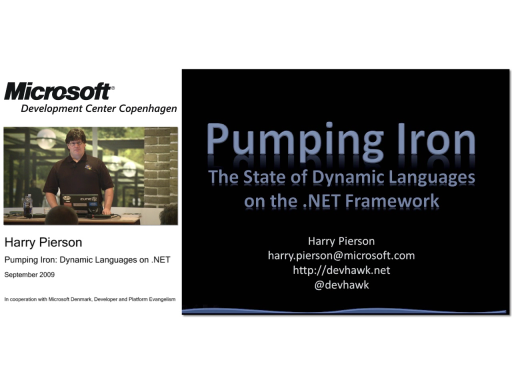 Microsoft®
Development Center Copenhagen
Harry Pierson
Pumping Iron: Dynamic Languages on .NET
September 2009
In cooperation with Microsoft Denmark, Developer and Platform Evangelism
Pumping Iron
The State of Dynamic Languages
on the .NET Framework
Harry Pierson
harry.pierson@microsoft.com
http://devhawk.net
@devhawk